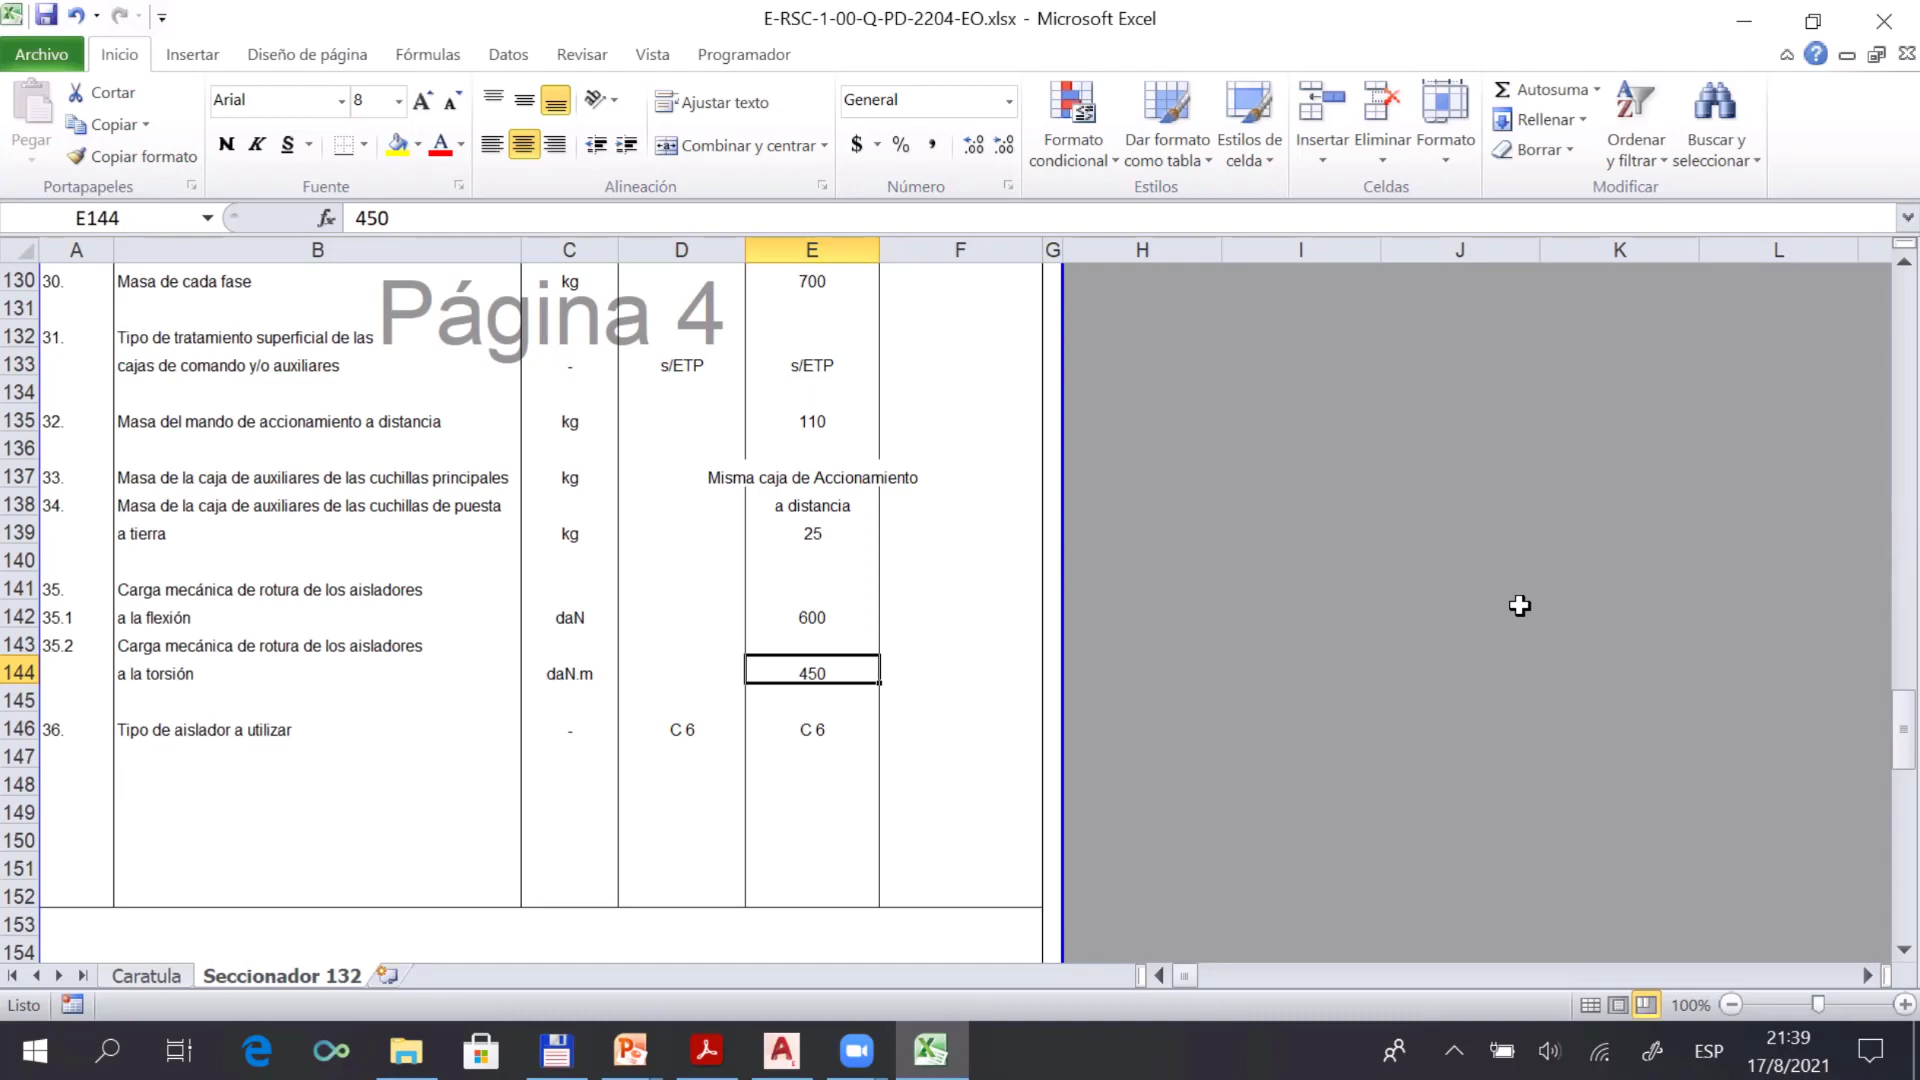 E-RSC-1-00-Q-PD-2204-EO.xlsx - Microsoft Excel
Archivo Inicio Insertar Diseño de página Fórmulas Datos Revisar Vista Programador
Pegar
Cortar
Copiar
Copiar formato
Portapapeles
Arial 8
N K S
Fuente
Ajustar texto
Combinar y centrar
Alineación
General
$ %
Número
Formato condicional
Dar formato como tabla
Estilos de celda
Estilos
Insertar Eliminar Formato
Celdas
Autosuma
Rellenar
Borrar
Ordenar y filtrar
Buscar y seleccionar
Modificar
E144 fx 450
A B C D E F G H I J K L
Página 4
130 30. Masa de cada fase kg 700
131
132 31. Tipo de tratamiento superficial de las
133 cajas de comando y/o auxiliares - s/ETP s/ETP
134
135 32. Masa del mando de accionamiento a distancia kg 110
136
137 33. Masa de la caja de auxiliares de las cuchillas principales kg Misma caja de Accionamiento
138 34. Masa de la caja de auxiliares de las cuchillas de puesta a distancia
139 a tierra kg 25
140
141 35. Carga mecánica de rotura de los aisladores
142 35.1 a la flexión daN 600
143 35.2 Carga mecánica de rotura de los aisladores
144 a la torsión daN.m 450
145
146 36. Tipo de aislador a utilizar - C 6 C 6
147
148
149
150
151
152
153
154
Caratula Seccionador 132
Listo 100%
ESP
21:39
17/8/2021